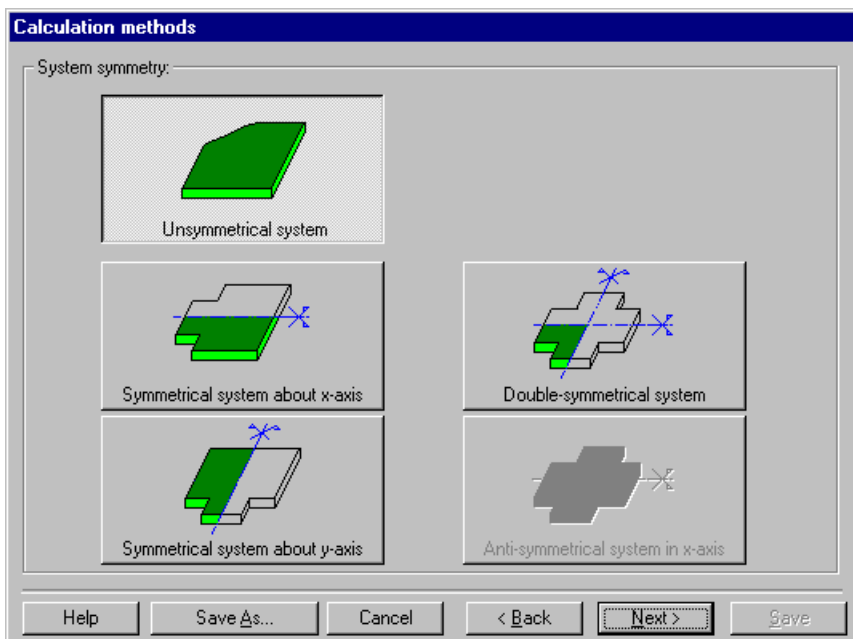 Calculation methods
System symmetry:
Unsymmetrical system
Symmetrical system about x-axis
Double-symmetrical system
Symmetrical system about y-axis
Anti-symmetrical system in x-axis
Help
Save As...
Cancel
< Back
Next >
Save